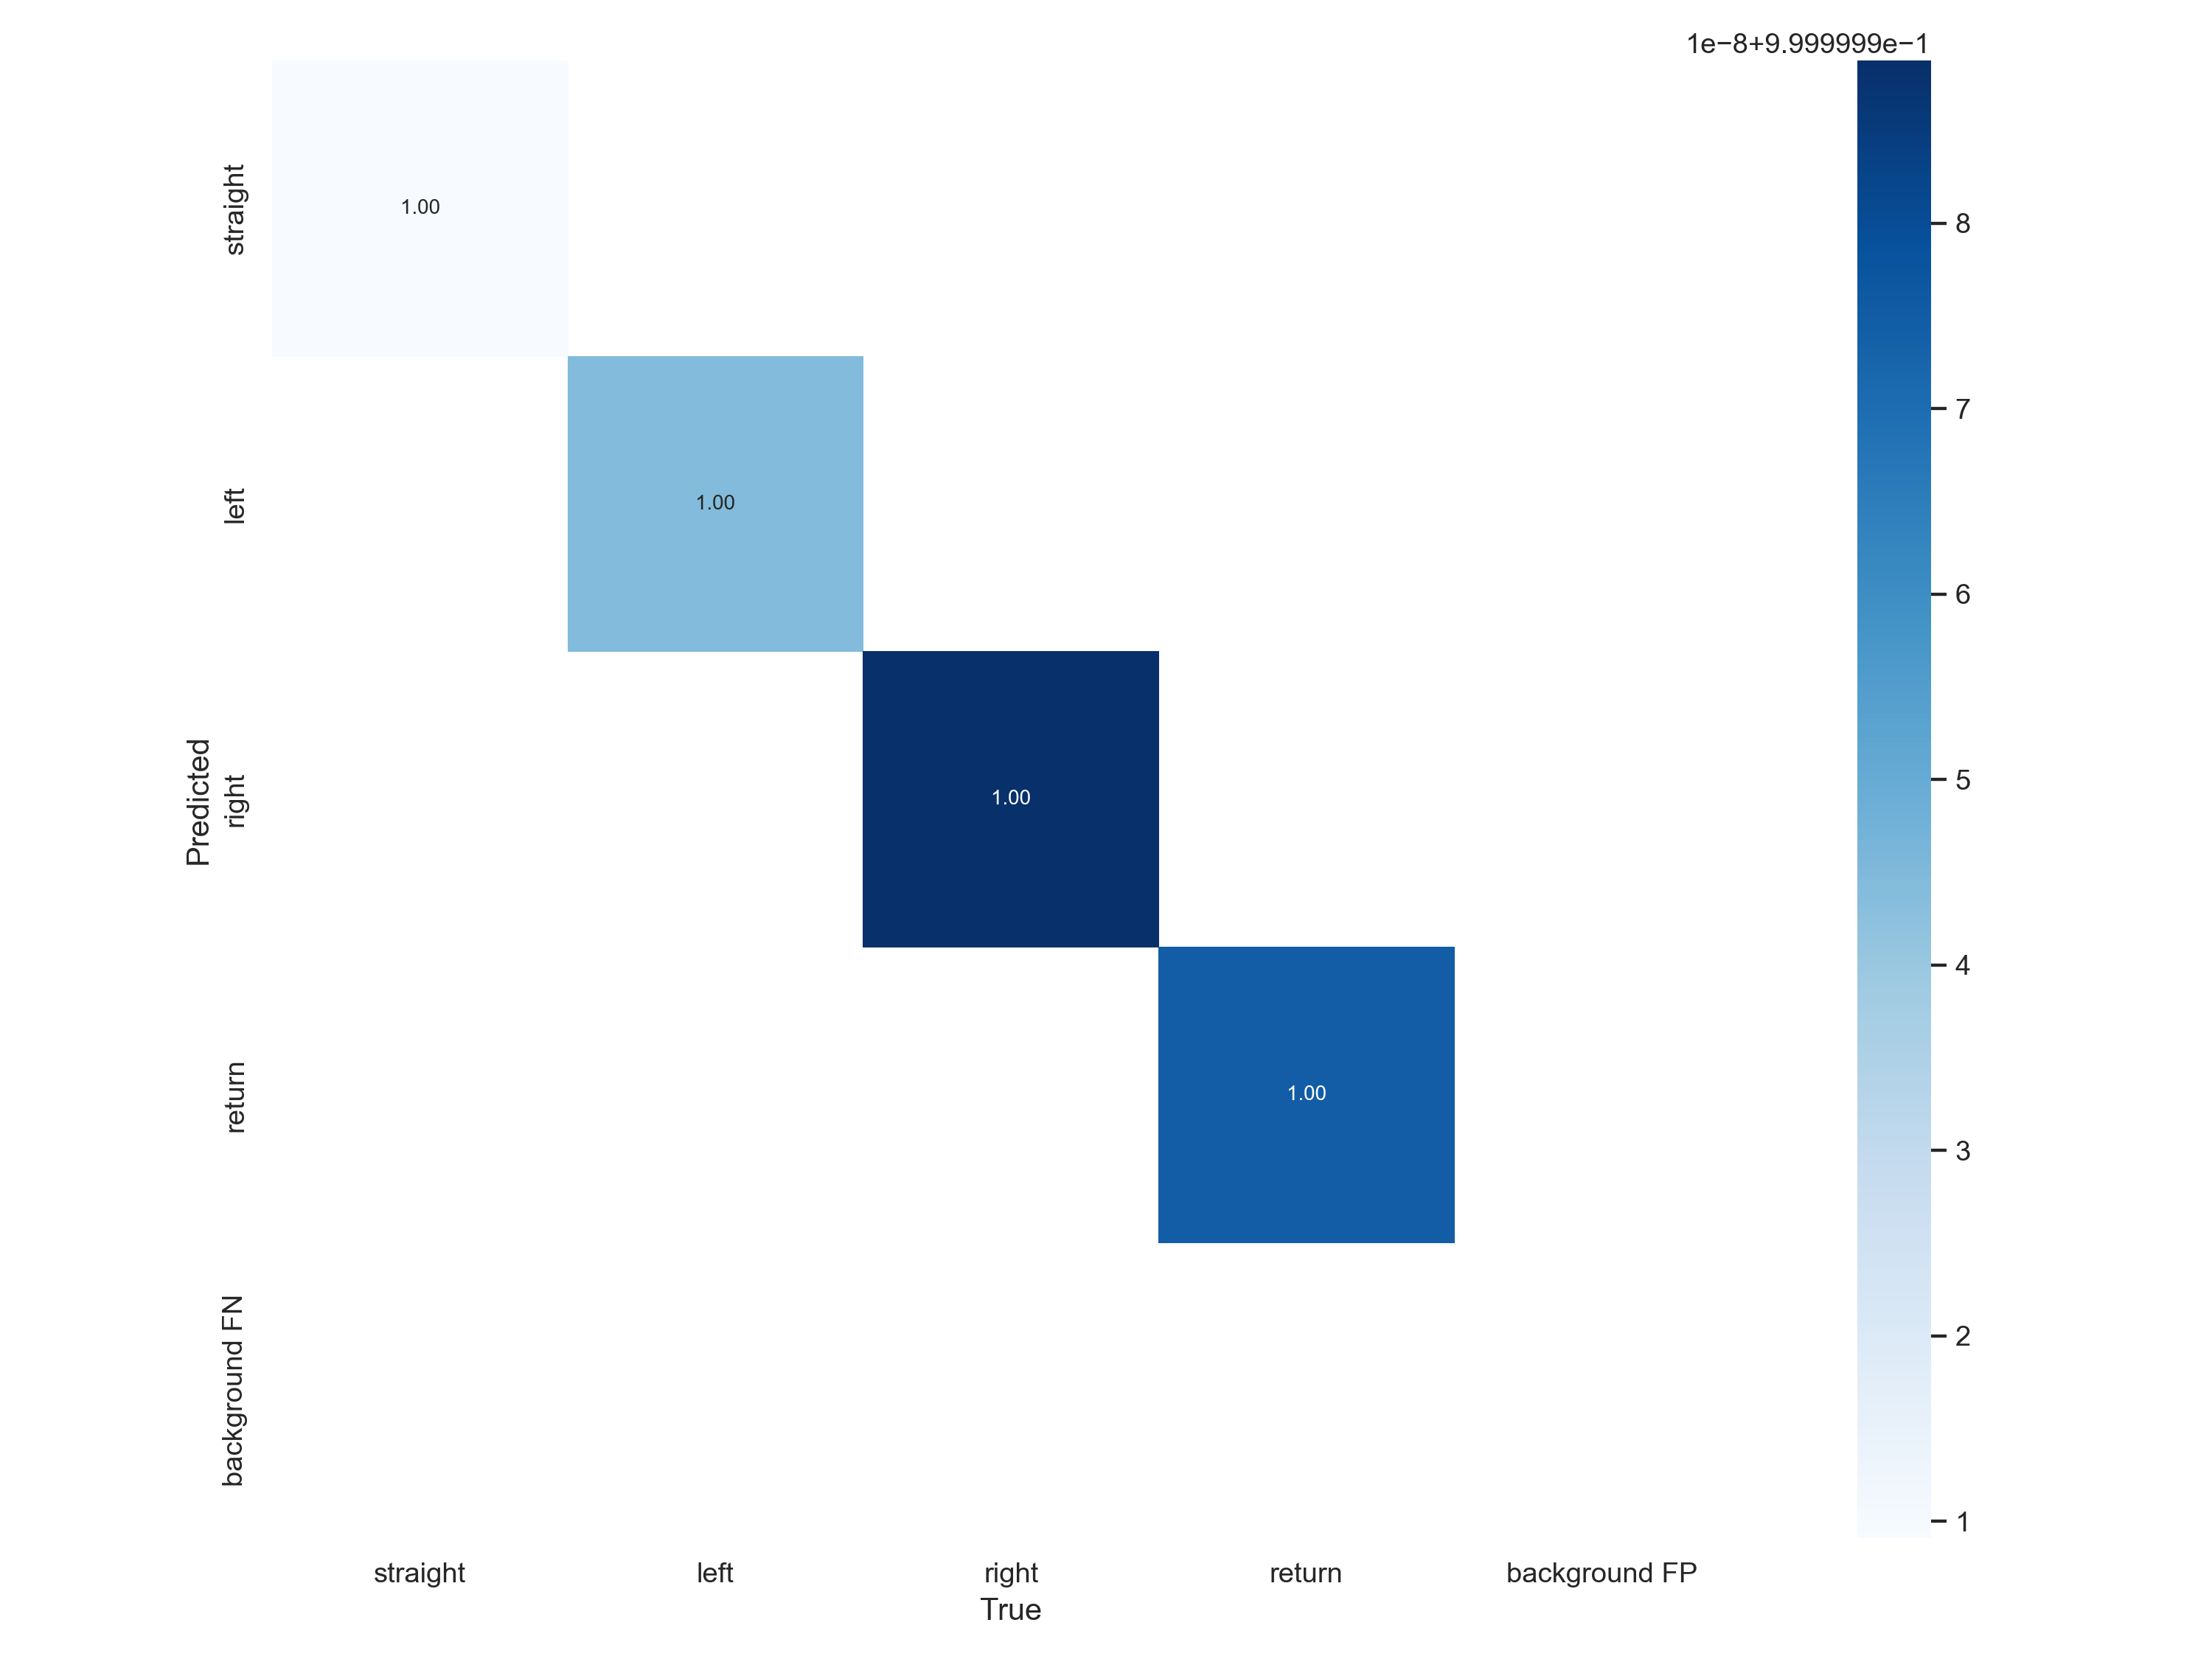 1e−8+9.999999e−1
straight
1.00
8
left
1.00
7
6
Predicted
right
1.00
5
4
return
1.00
3
2
background FN
1
straight left right return background FP
True